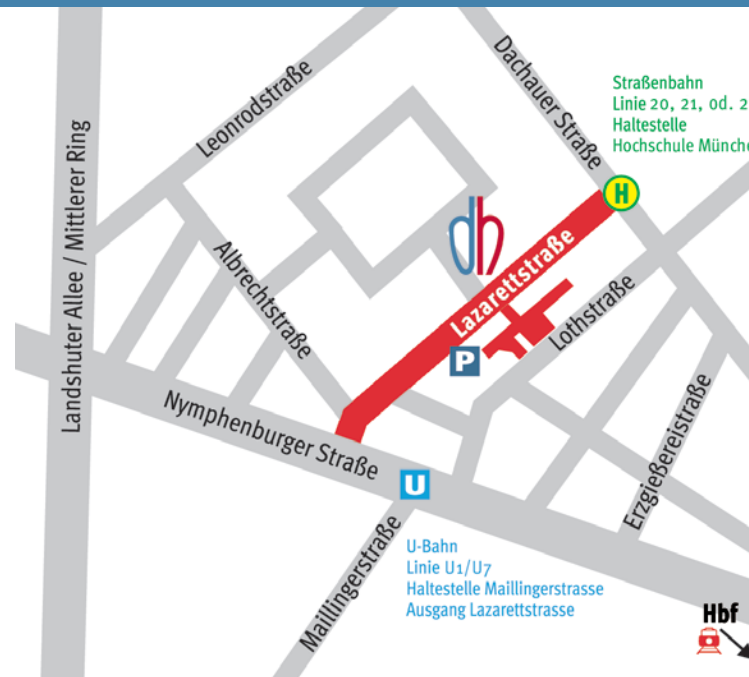 Dachauer Straße
Leonrodstraße
Straßenbahn
Linie 20, 21, od. 2
Haltestelle
Hochschule Münche
H
Landshuter Allee / Mittlerer Ring
dh
Albrechtstraße
Lazarettstraße
Lothstraße
P
Nymphenburger Straße
Erzgießereistraße
U
Maillingerstraße
U-Bahn
Linie U1/U7
Haltestelle Maillingerstrasse
Ausgang Lazarettstrasse
Hbf